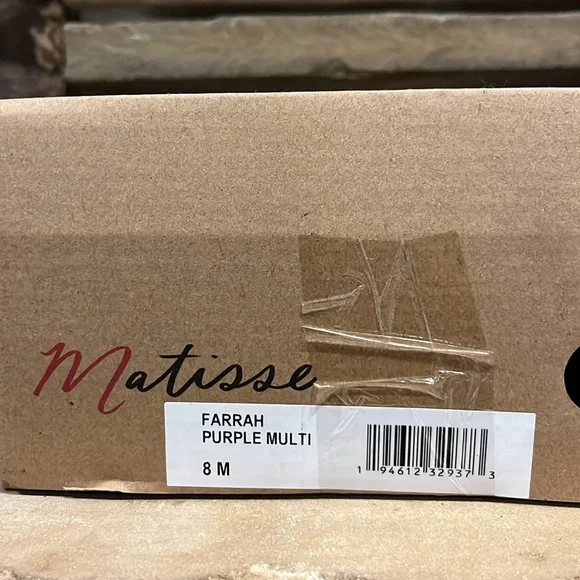 Matisse
FARRAH
PURPLE MULTI
8 M
1 94612 32937 3